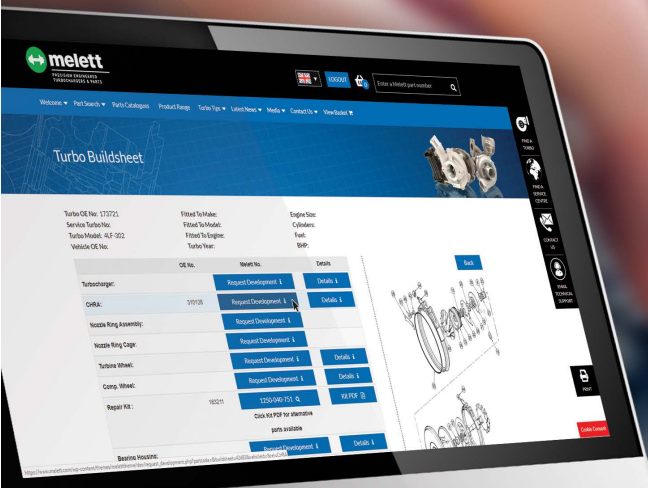 melett
PRECISION ENGINEERED
TURBOCHARGERS & PARTS
LOGOUT
0
Enter a Melett part number
Welcome
Part Search
Parts Catalogues
Product Range
Turbo Tips
Latest News
Media
Contact Us
View Basket
Turbo Buildsheet
FIND A
TURBO
FIND A
SERVICE
CENTRE
CONTACT
US
EMAIL
TECHNICAL
SUPPORT
PRINT
Cookie Consent
Turbo OE No: 173721
Fitted To Make:
Engine Size:
Service Turbo No:
Fitted To Model:
Cylinders:
Turbo Model: 4LF-302
Fitted To Engine:
Fuel:
Vehicle OE No:
Turbo Year:
BHP:
OE No.
Melett No.
Details
Back
Turbocharger:
Request Development i
Details i
CHRA:
310126
Request Development i
Details i
Nozzle Ring Assembly:
Request Development i
Nozzle Ring Cage:
Request Development i
Turbine Wheel:
Request Development i
Details i
Comp. Wheel:
Request Development i
Details i
Repair Kit :
183211
1250-040-751
Kit PDF
Click Kit PDF for alternative
parts available
Bearing Housing:
Request Development i
Details i